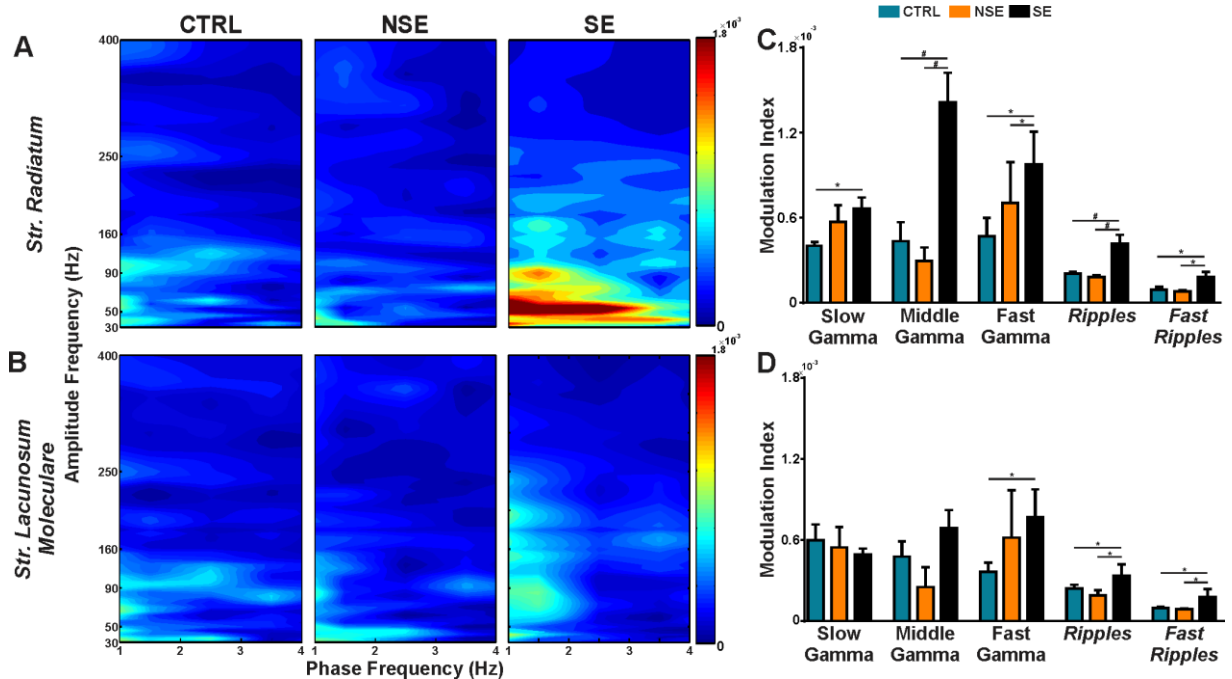 CTRL NSE SE
A
Str. Radiatum
400
250
160
90
50
30
1.8 ×10³
0
B
Str. Lacunosum
Moleculare
Amplitude Frequency (Hz)
400
250
160
90
50
30
1 2 3 4
1 2 3 4
1 2 3 4
Phase Frequency (Hz)
1.8 ×10³
0
CTRL NSE SE
C
×10⁻³
Modulation Index
1.8
1.2
0.6
0
*
#
#
*
*
#
#
*
*
Slow Middle Fast Ripples Fast
Gamma Gamma Gamma Ripples
D
×10⁻³
Modulation Index
1.8
1.2
0.6
0
*
*
*
*
*
Slow Middle Fast Ripples Fast
Gamma Gamma Gamma Ripples